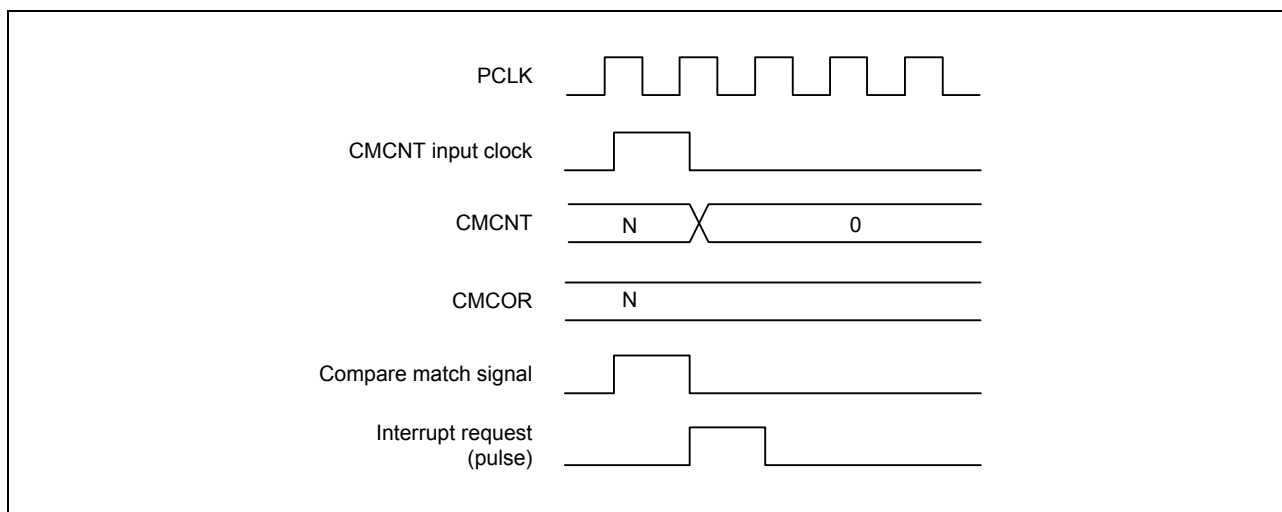 PCLK
CMCNT input clock
CMCNT
N
0
CMCOR
N
Compare match signal
Interrupt request
(pulse)